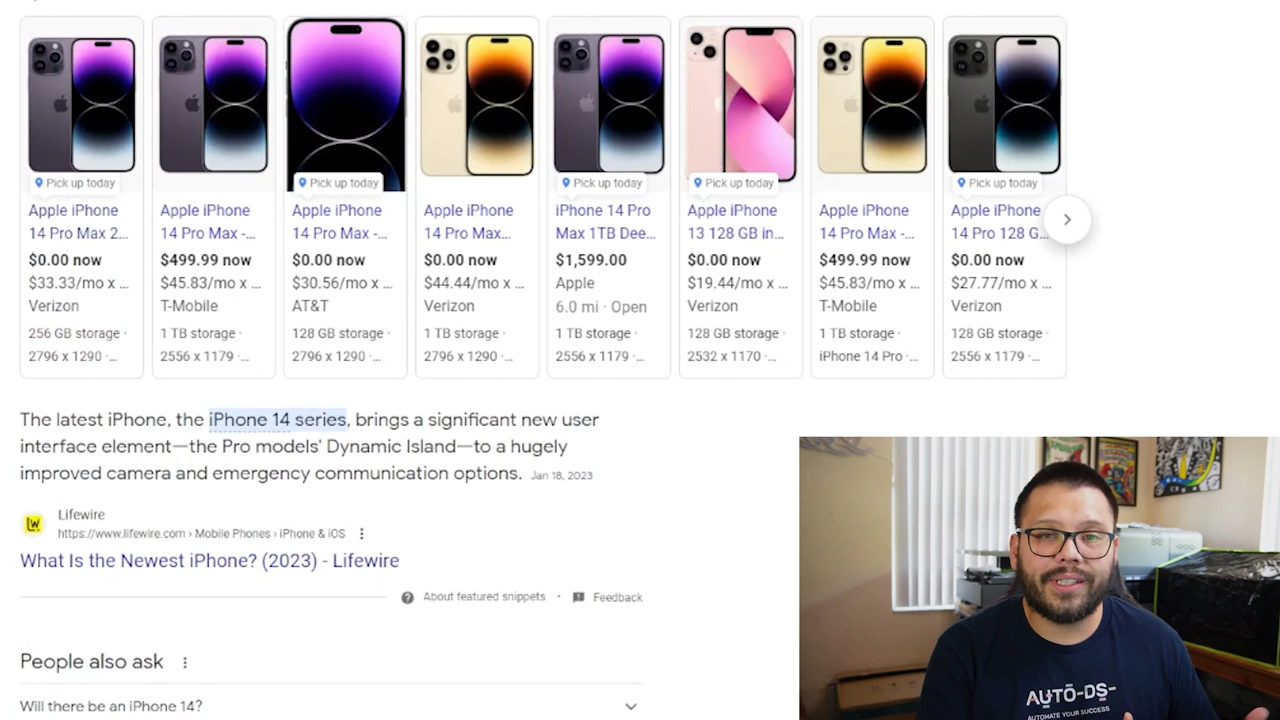 Pick up today
Apple iPhone
14 Pro Max 2...
$0.00 now
$33.33/mo x ...
Verizon
256 GB storage ·
2796 x 1290 ·...
Apple iPhone
14 Pro Max -...
$499.99 now
$45.83/mo x ...
T-Mobile
1 TB storage ·
2556 x 1179 ·...
Pick up today
Apple iPhone
14 Pro Max -...
$0.00 now
$30.56/mo x ...
AT&T
128 GB storage ·
2796 x 1290 ·...
Apple iPhone
14 Pro Max...
$0.00 now
$44.44/mo x ...
Verizon
1 TB storage ·
2796 x 1290 ·...
Pick up today
iPhone 14 Pro
Max 1TB Dee...
$1,599.00
Apple
6.0 mi · Open
1 TB storage ·
2556 x 1179 ·...
Pick up today
Apple iPhone
13 128 GB in...
$0.00 now
$19.44/mo x ...
Verizon
128 GB storage ·
2532 x 1170 ·...
Apple iPhone
14 Pro Max -...
$499.99 now
$45.83/mo x ...
T-Mobile
1 TB storage ·
iPhone 14 Pro ·...
Pick up today
Apple iPhone
14 Pro 128 G...
$0.00 now
$27.77/mo x ...
Verizon
128 GB storage ·
2556 x 1179 ·...
The latest iPhone, the iPhone 14 series, brings a significant new user
interface element—the Pro models' Dynamic Island—to a hugely
improved camera and emergency communication options. Jan 18, 2023
LW
Lifewire
https://www.lifewire.com › Mobile Phones › iPhone & iOS
What Is the Newest iPhone? (2023) - Lifewire
About featured snippets · Feedback
People also ask
Will there be an iPhone 14?
AUTO-DS-
AUTOMATE YOUR SUCCESS